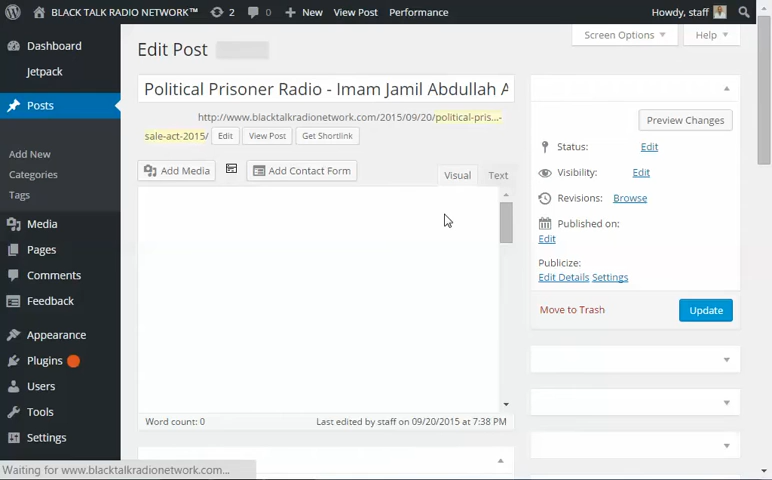 BLACK TALK RADIO NETWORK™ 2 0 New View Post Performance Howdy, staff
Screen Options Help
Dashboard
Jetpack
Posts
Add New
Categories
Tags
Media
Pages
Comments
Feedback
Appearance
Plugins
Users
Tools
Settings
Edit Post
Political Prisoner Radio - Imam Jamil Abdullah A
http://www.blacktalkradionetwork.com/2015/09/20/political-pris...-
sale-act-2015/ Edit View Post Get Shortlink
Add Media Add Contact Form Visual Text
Word count: 0 Last edited by staff on 09/20/2015 at 7:38 PM
Preview Changes
Status: Edit
Visibility: Edit
Revisions: Browse
Published on:
Edit
Publicize:
Edit Details Settings
Move to Trash Update
Waiting for www.blacktalkradionetwork.com...